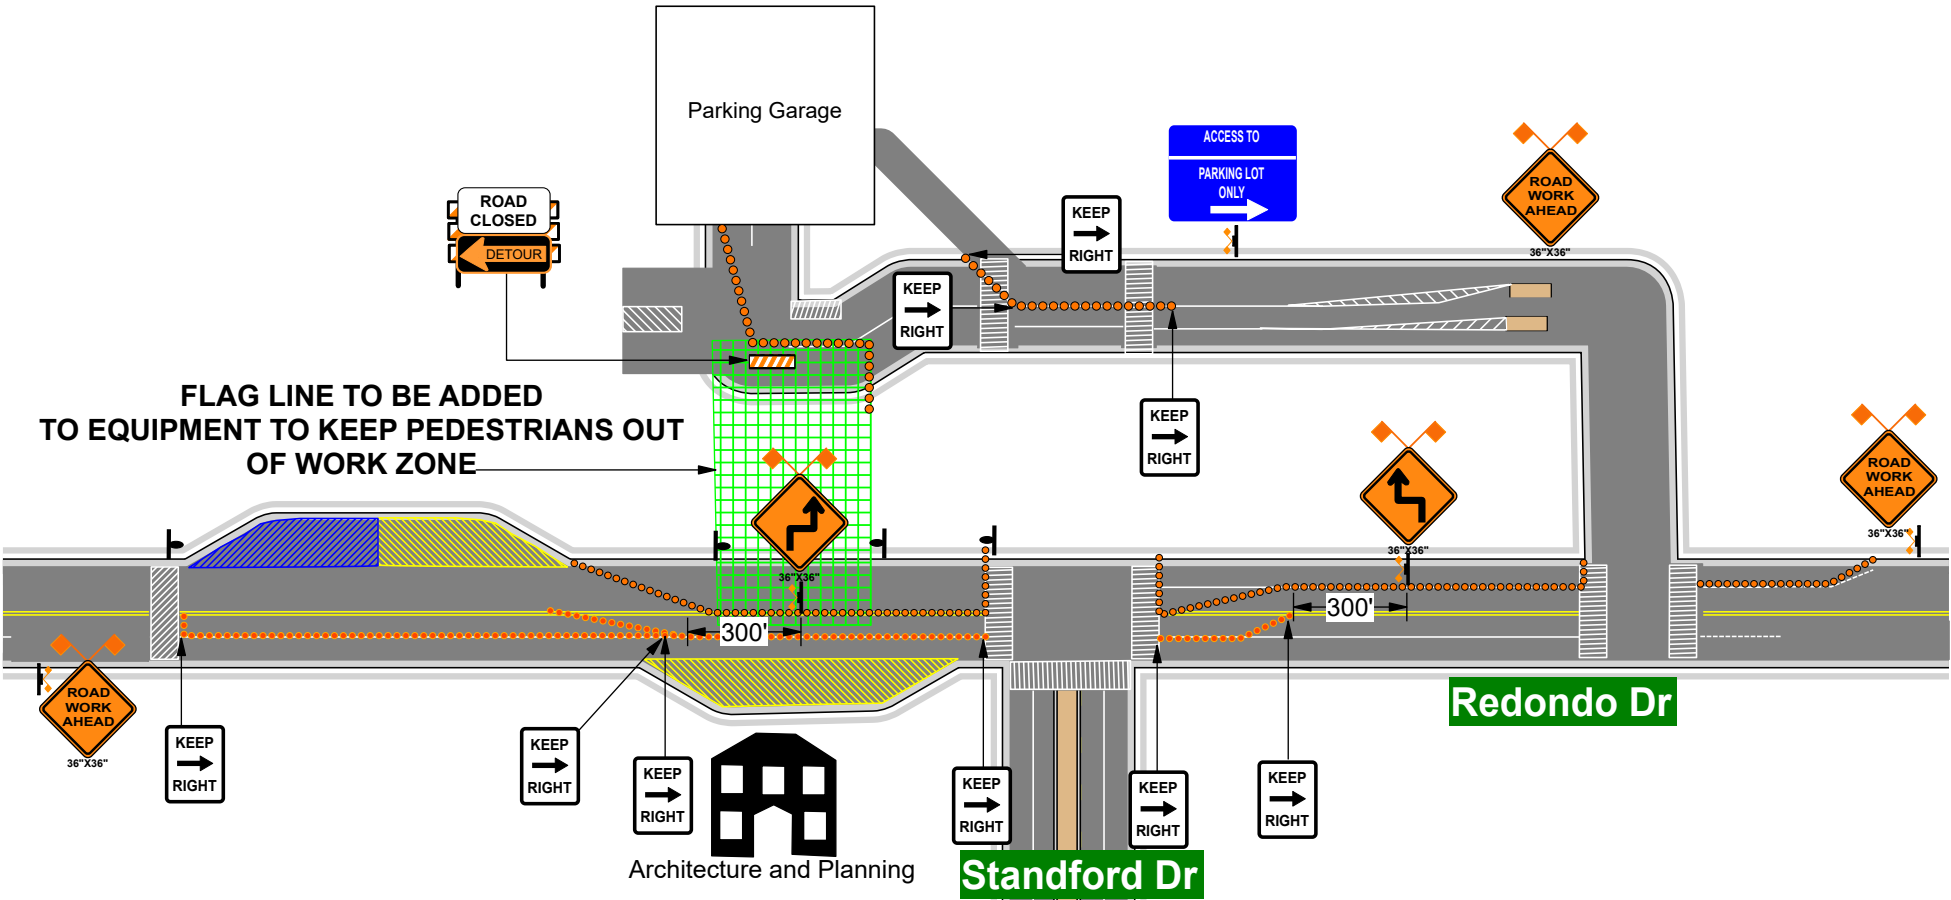 Parking Garage
ROAD
CLOSED
DETOUR
ACCESS TO
PARKING LOT
ONLY
KEEP
RIGHT
ROAD
WORK
AHEAD
36"X36"
KEEP
RIGHT
FLAG LINE TO BE ADDED
TO EQUIPMENT TO KEEP PEDESTRIANS OUT
OF WORK ZONE
KEEP
RIGHT
36"X36"
36"X36"
ROAD
WORK
AHEAD
36"X36"
300'
300'
ROAD
WORK
AHEAD
36"X36"
KEEP
RIGHT
KEEP
RIGHT
KEEP
RIGHT
KEEP
RIGHT
KEEP
RIGHT
KEEP
RIGHT
Redondo Dr
Architecture and Planning
Standford Dr